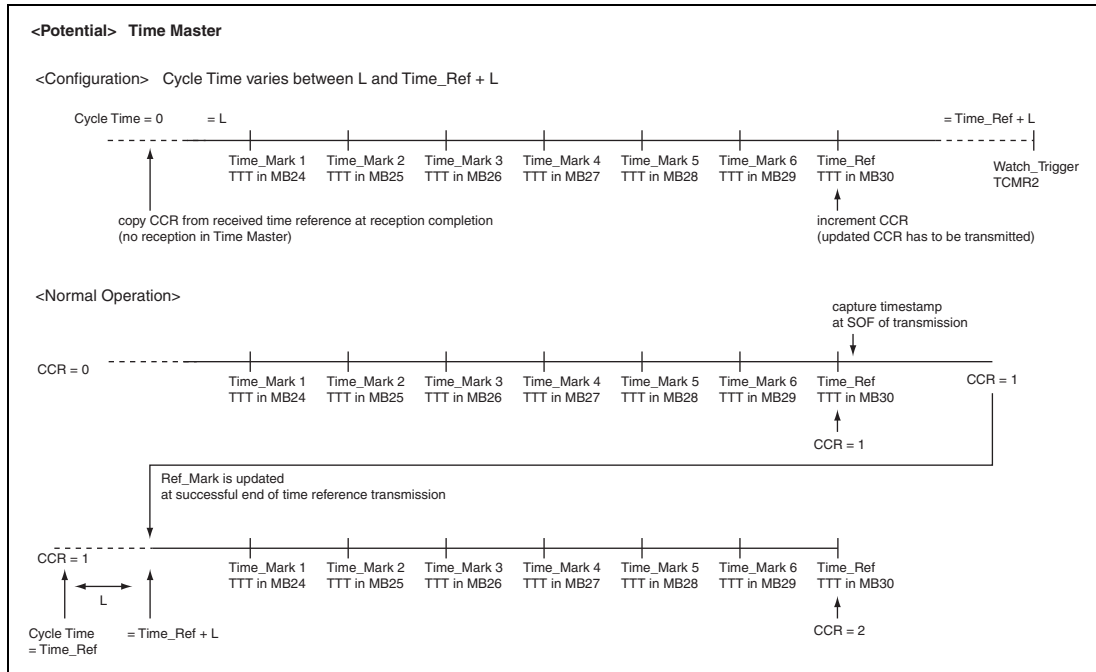 <Potential> Time Master
<Configuration> Cycle Time varies between L and Time_Ref + L
Cycle Time = 0
= L
= Time_Ref + L
Time_Mark 1
TTT in MB24
Time_Mark 2
TTT in MB25
Time_Mark 3
TTT in MB26
Time_Mark 4
TTT in MB27
Time_Mark 5
TTT in MB28
Time_Mark 6
TTT in MB29
Time_Ref
TTT in MB30
Watch_Trigger
TCMR2
copy CCR from received time reference at reception completion
(no reception in Time Master)
increment CCR
(updated CCR has to be transmitted)
<Normal Operation>
capture timestamp
at SOF of transmission
CCR = 0
Time_Mark 1
TTT in MB24
Time_Mark 2
TTT in MB25
Time_Mark 3
TTT in MB26
Time_Mark 4
TTT in MB27
Time_Mark 5
TTT in MB28
Time_Mark 6
TTT in MB29
Time_Ref
TTT in MB30
CCR = 1
CCR = 1
Ref_Mark is updated
at successful end of time reference transmission
CCR = 1
Time_Mark 1
TTT in MB24
Time_Mark 2
TTT in MB25
Time_Mark 3
TTT in MB26
Time_Mark 4
TTT in MB27
Time_Mark 5
TTT in MB28
Time_Mark 6
TTT in MB29
Time_Ref
TTT in MB30
L
Cycle Time
= Time_Ref
= Time_Ref + L
CCR = 2